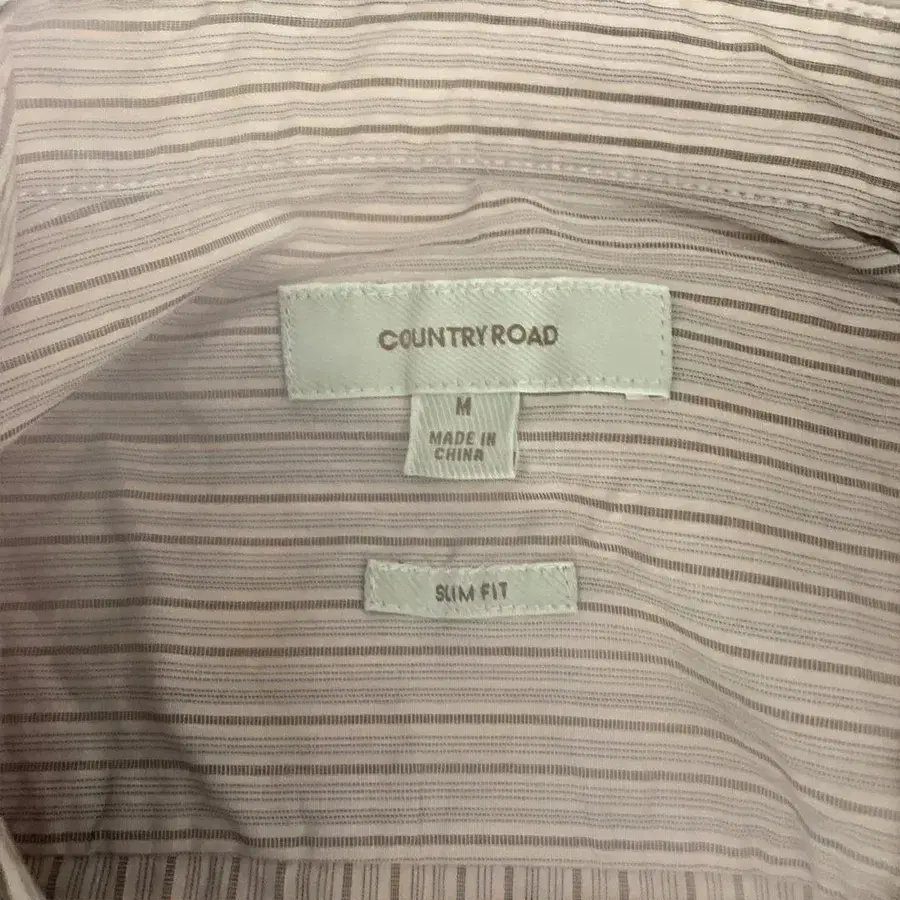 COUNTRY ROAD
M
MADE IN
CHINA
SLIM FIT